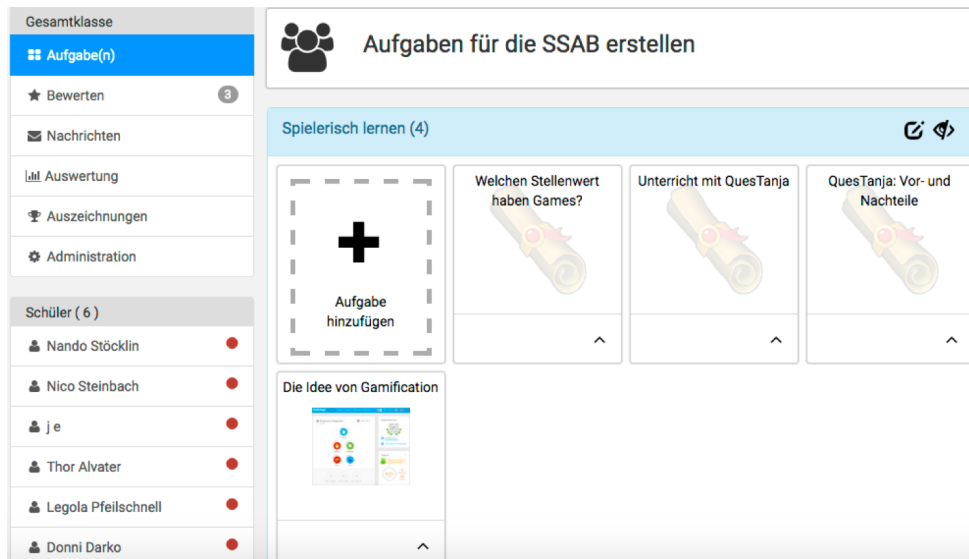 Gesamtklasse
Aufgabe(n)
Bewerten 3
Nachrichten
Auswertung
Auszeichnungen
Administration
Schüler ( 6 )
Nando Stöcklin
Nico Steinbach
j e
Thor Alvater
Legola Pfeilschnell
Donni Darko
Aufgaben für die SSAB erstellen
Spielerisch lernen (4)
Aufgabe
hinzufügen
Welchen Stellenwert
haben Games?
Unterricht mit QuesTanja
QuesTanja: Vor- und
Nachteile
Die Idee von Gamification